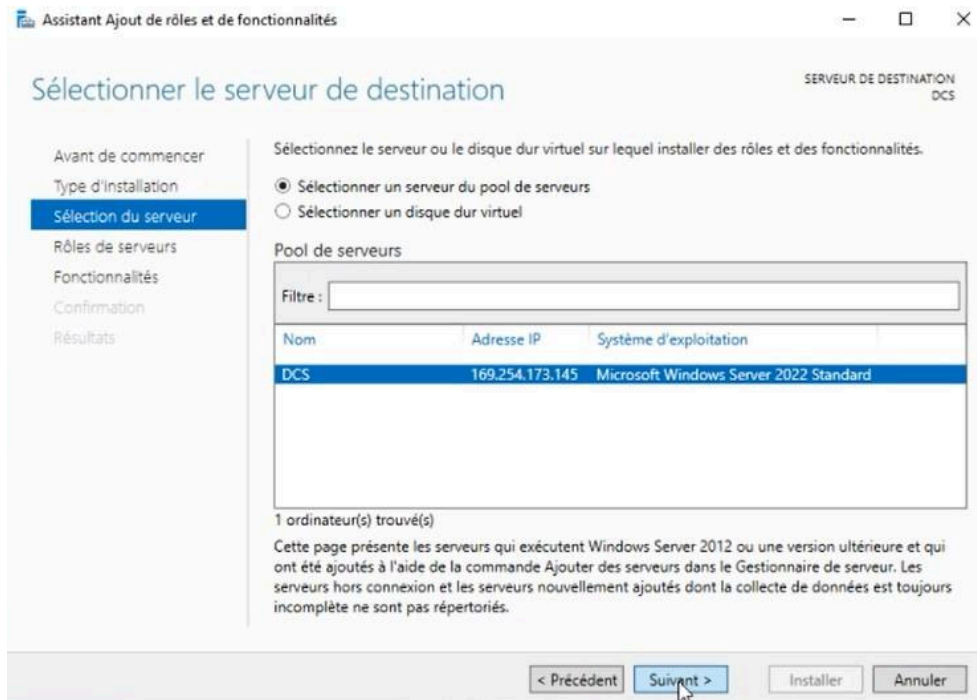 Assistant Ajout de rôles et de fonctionnalités
Sélectionner le serveur de destination
SERVEUR DE DESTINATION
DCS
Avant de commencer
Type d'installation
Sélection du serveur
Rôles de serveurs
Fonctionnalités
Confirmation
Résultats
Sélectionnez le serveur ou le disque dur virtuel sur lequel installer des rôles et des fonctionnalités.
Sélectionner un serveur du pool de serveurs
Sélectionner un disque dur virtuel
Pool de serveurs
Filtre :
Nom Adresse IP Système d'exploitation
DCS 169.254.173.145 Microsoft Windows Server 2022 Standard
1 ordinateur(s) trouvé(s)
Cette page présente les serveurs qui exécutent Windows Server 2012 ou une version ultérieure et qui
ont été ajoutés à l'aide de la commande Ajouter des serveurs dans le Gestionnaire de serveur. Les
serveurs hors connexion et les serveurs nouvellement ajoutés dont la collecte de données est toujours
incomplète ne sont pas répertoriés.
< Précédent Suivant > Installer Annuler